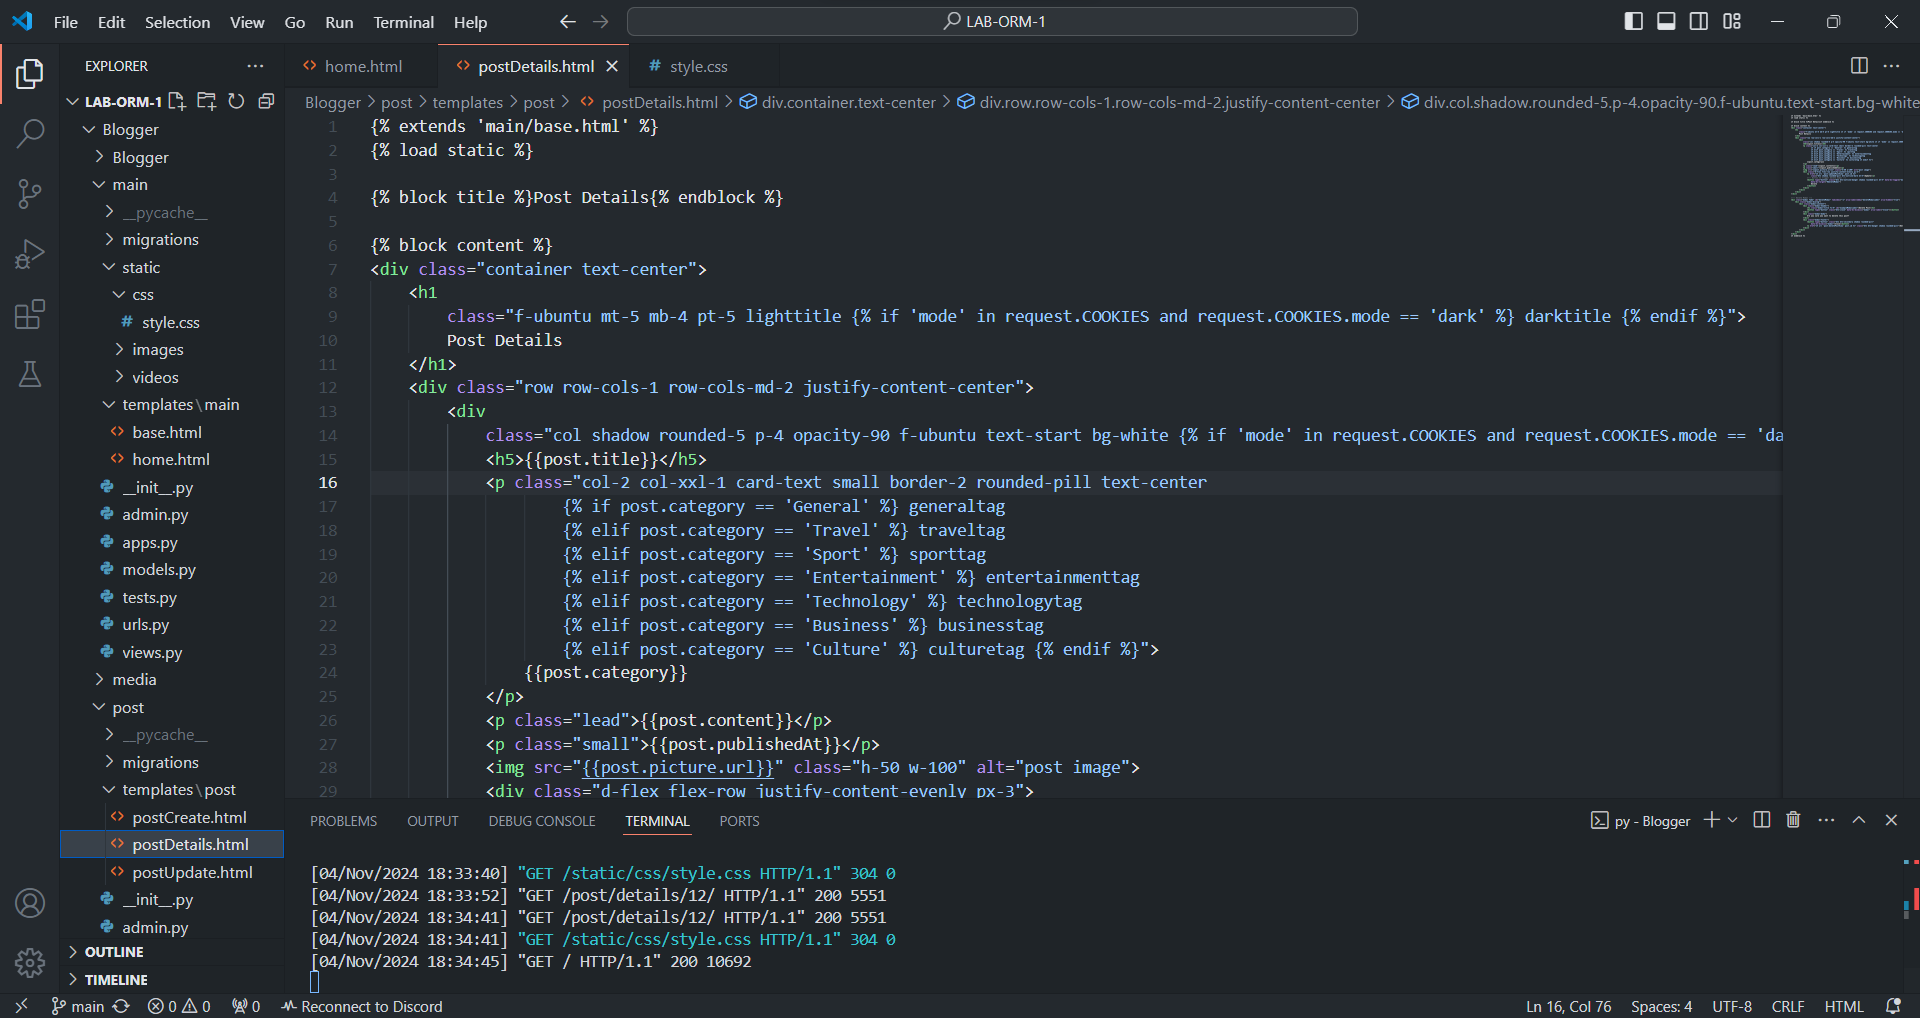 File Edit Selection View Go Run Terminal Help
LAB-ORM-1
EXPLORER
home.html
postDetails.html
# style.css
LAB-ORM-1
Blogger
Blogger
main
__pycache__
migrations
static
css
# style.css
images
videos
templates\main
base.html
home.html
__init__.py
admin.py
apps.py
models.py
tests.py
urls.py
views.py
media
post
__pycache__
migrations
templates\post
postCreate.html
postDetails.html
postUpdate.html
__init__.py
admin.py
OUTLINE
TIMELINE
Blogger > post > templates > post > postDetails.html > div.container.text-center > div.row.row-cols-1.row-cols-md-2.justify-content-center > div.col.shadow.rounded-5.p-4.opacity-90.f-ubuntu.text-start.bg-white
1 {% extends 'main/base.html' %}
2 {% load static %}
3
4 {% block title %}Post Details{% endblock %}
5
6 {% block content %}
7 <div class="container text-center">
8 <h1
9 class="f-ubuntu mt-5 mb-4 pt-5 lighttitle {% if 'mode' in request.COOKIES and request.COOKIES.mode == 'dark' %} darktitle {% endif %}">
10 Post Details
11 </h1>
12 <div class="row row-cols-1 row-cols-md-2 justify-content-center">
13 <div
14 class="col shadow rounded-5 p-4 opacity-90 f-ubuntu text-start bg-white {% if 'mode' in request.COOKIES and request.COOKIES.mode == 'da
15 <h5>{{post.title}}</h5>
16 <p class="col-2 col-xxl-1 card-text small border-2 rounded-pill text-center
17 {% if post.category == 'General' %} generaltag
18 {% elif post.category == 'Travel' %} traveltag
19 {% elif post.category == 'Sport' %} sporttag
20 {% elif post.category == 'Entertainment' %} entertainmenttag
21 {% elif post.category == 'Technology' %} technologytag
22 {% elif post.category == 'Business' %} businesstag
23 {% elif post.category == 'Culture' %} culturetag {% endif %}">
24 {{post.category}}
25 </p>
26 <p class="lead">{{post.content}}</p>
27 <p class="small">{{post.publishedAt}}</p>
28 <img src="{{post.picture.url}}" class="h-50 w-100" alt="post image">
29 <div class="d-flex flex-row justify-content-evenly px-3">
PROBLEMS OUTPUT DEBUG CONSOLE TERMINAL PORTS
py - Blogger
[04/Nov/2024 18:33:40] "GET /static/css/style.css HTTP/1.1" 304 0
[04/Nov/2024 18:33:52] "GET /post/details/12/ HTTP/1.1" 200 5551
[04/Nov/2024 18:34:41] "GET /post/details/12/ HTTP/1.1" 200 5551
[04/Nov/2024 18:34:41] "GET /static/css/style.css HTTP/1.1" 304 0
[04/Nov/2024 18:34:45] "GET / HTTP/1.1" 200 10692
main 0 0 0 Reconnect to Discord
Ln 16, Col 76 Spaces: 4 UTF-8 CRLF HTML